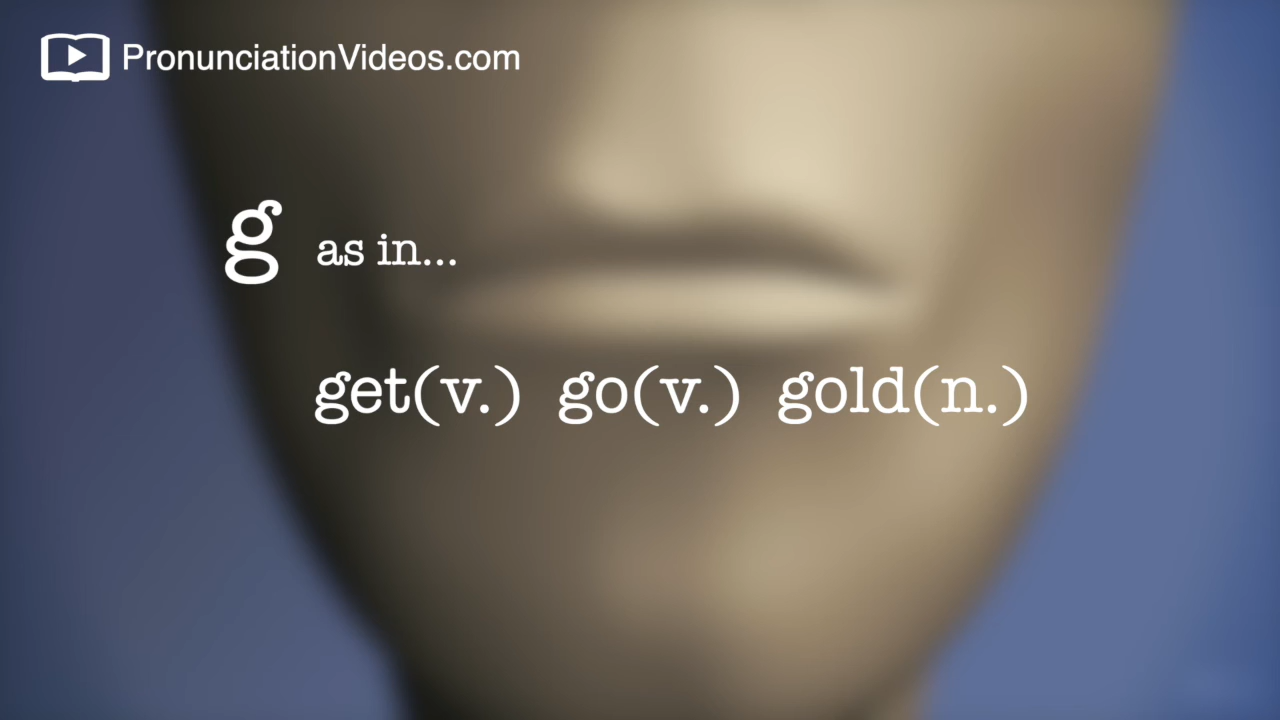 PronunciationVideos.com
g as in...
get(v.) go(v.) gold(n.)